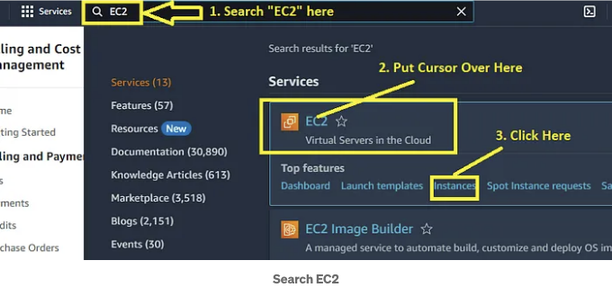 Services
EC2
1. Search "EC2" here
Search results for 'EC2'
2. Put Cursor Over Here
Services (13)
Features (57)
Resources New
Documentation (30,890)
Knowledge Articles (613)
Marketplace (3,518)
Blogs (2,151)
Events (30)
Services
EC2
Virtual Servers in the Cloud
3. Click Here
Top features
Dashboard Launch templates Instances Spot Instance requests Sa
EC2 Image Builder
A managed service to automate build, customize and deploy OS im
ling and Cost
anagement
me
tting Started
lling and Payme
s
ments
dits
chase Orders
Search EC2